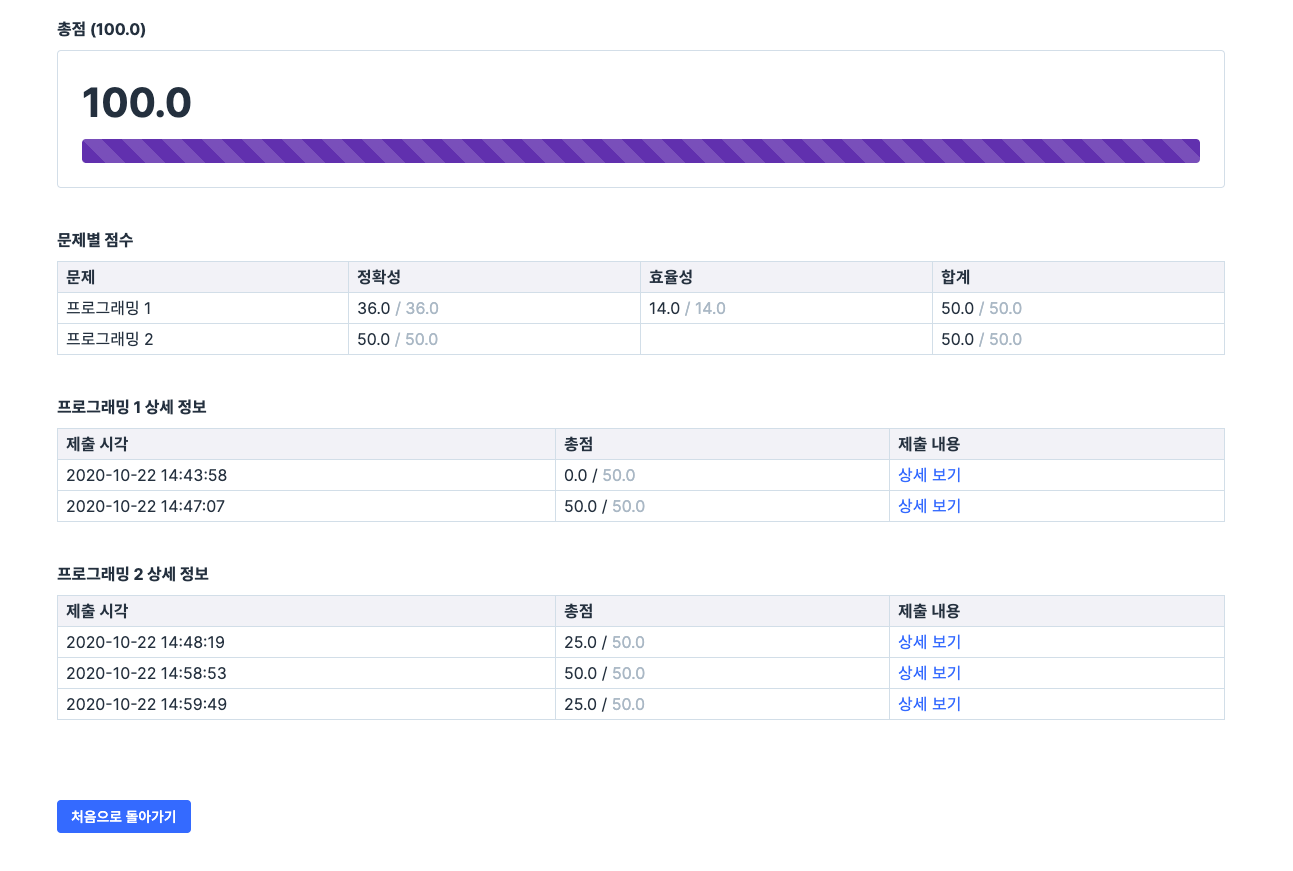 총점 (100.0)
100.0
문제별 점수
문제 정확성 효율성 합계
프로그래밍 1 36.0 / 36.0 14.0 / 14.0 50.0 / 50.0
프로그래밍 2 50.0 / 50.0 50.0 / 50.0
프로그래밍 1 상세 정보
제출 시각 총점 제출 내용
2020-10-22 14:43:58 0.0 / 50.0 상세 보기
2020-10-22 14:47:07 50.0 / 50.0 상세 보기
프로그래밍 2 상세 정보
제출 시각 총점 제출 내용
2020-10-22 14:48:19 25.0 / 50.0 상세 보기
2020-10-22 14:58:53 50.0 / 50.0 상세 보기
2020-10-22 14:59:49 25.0 / 50.0 상세 보기
처음으로 돌아가기